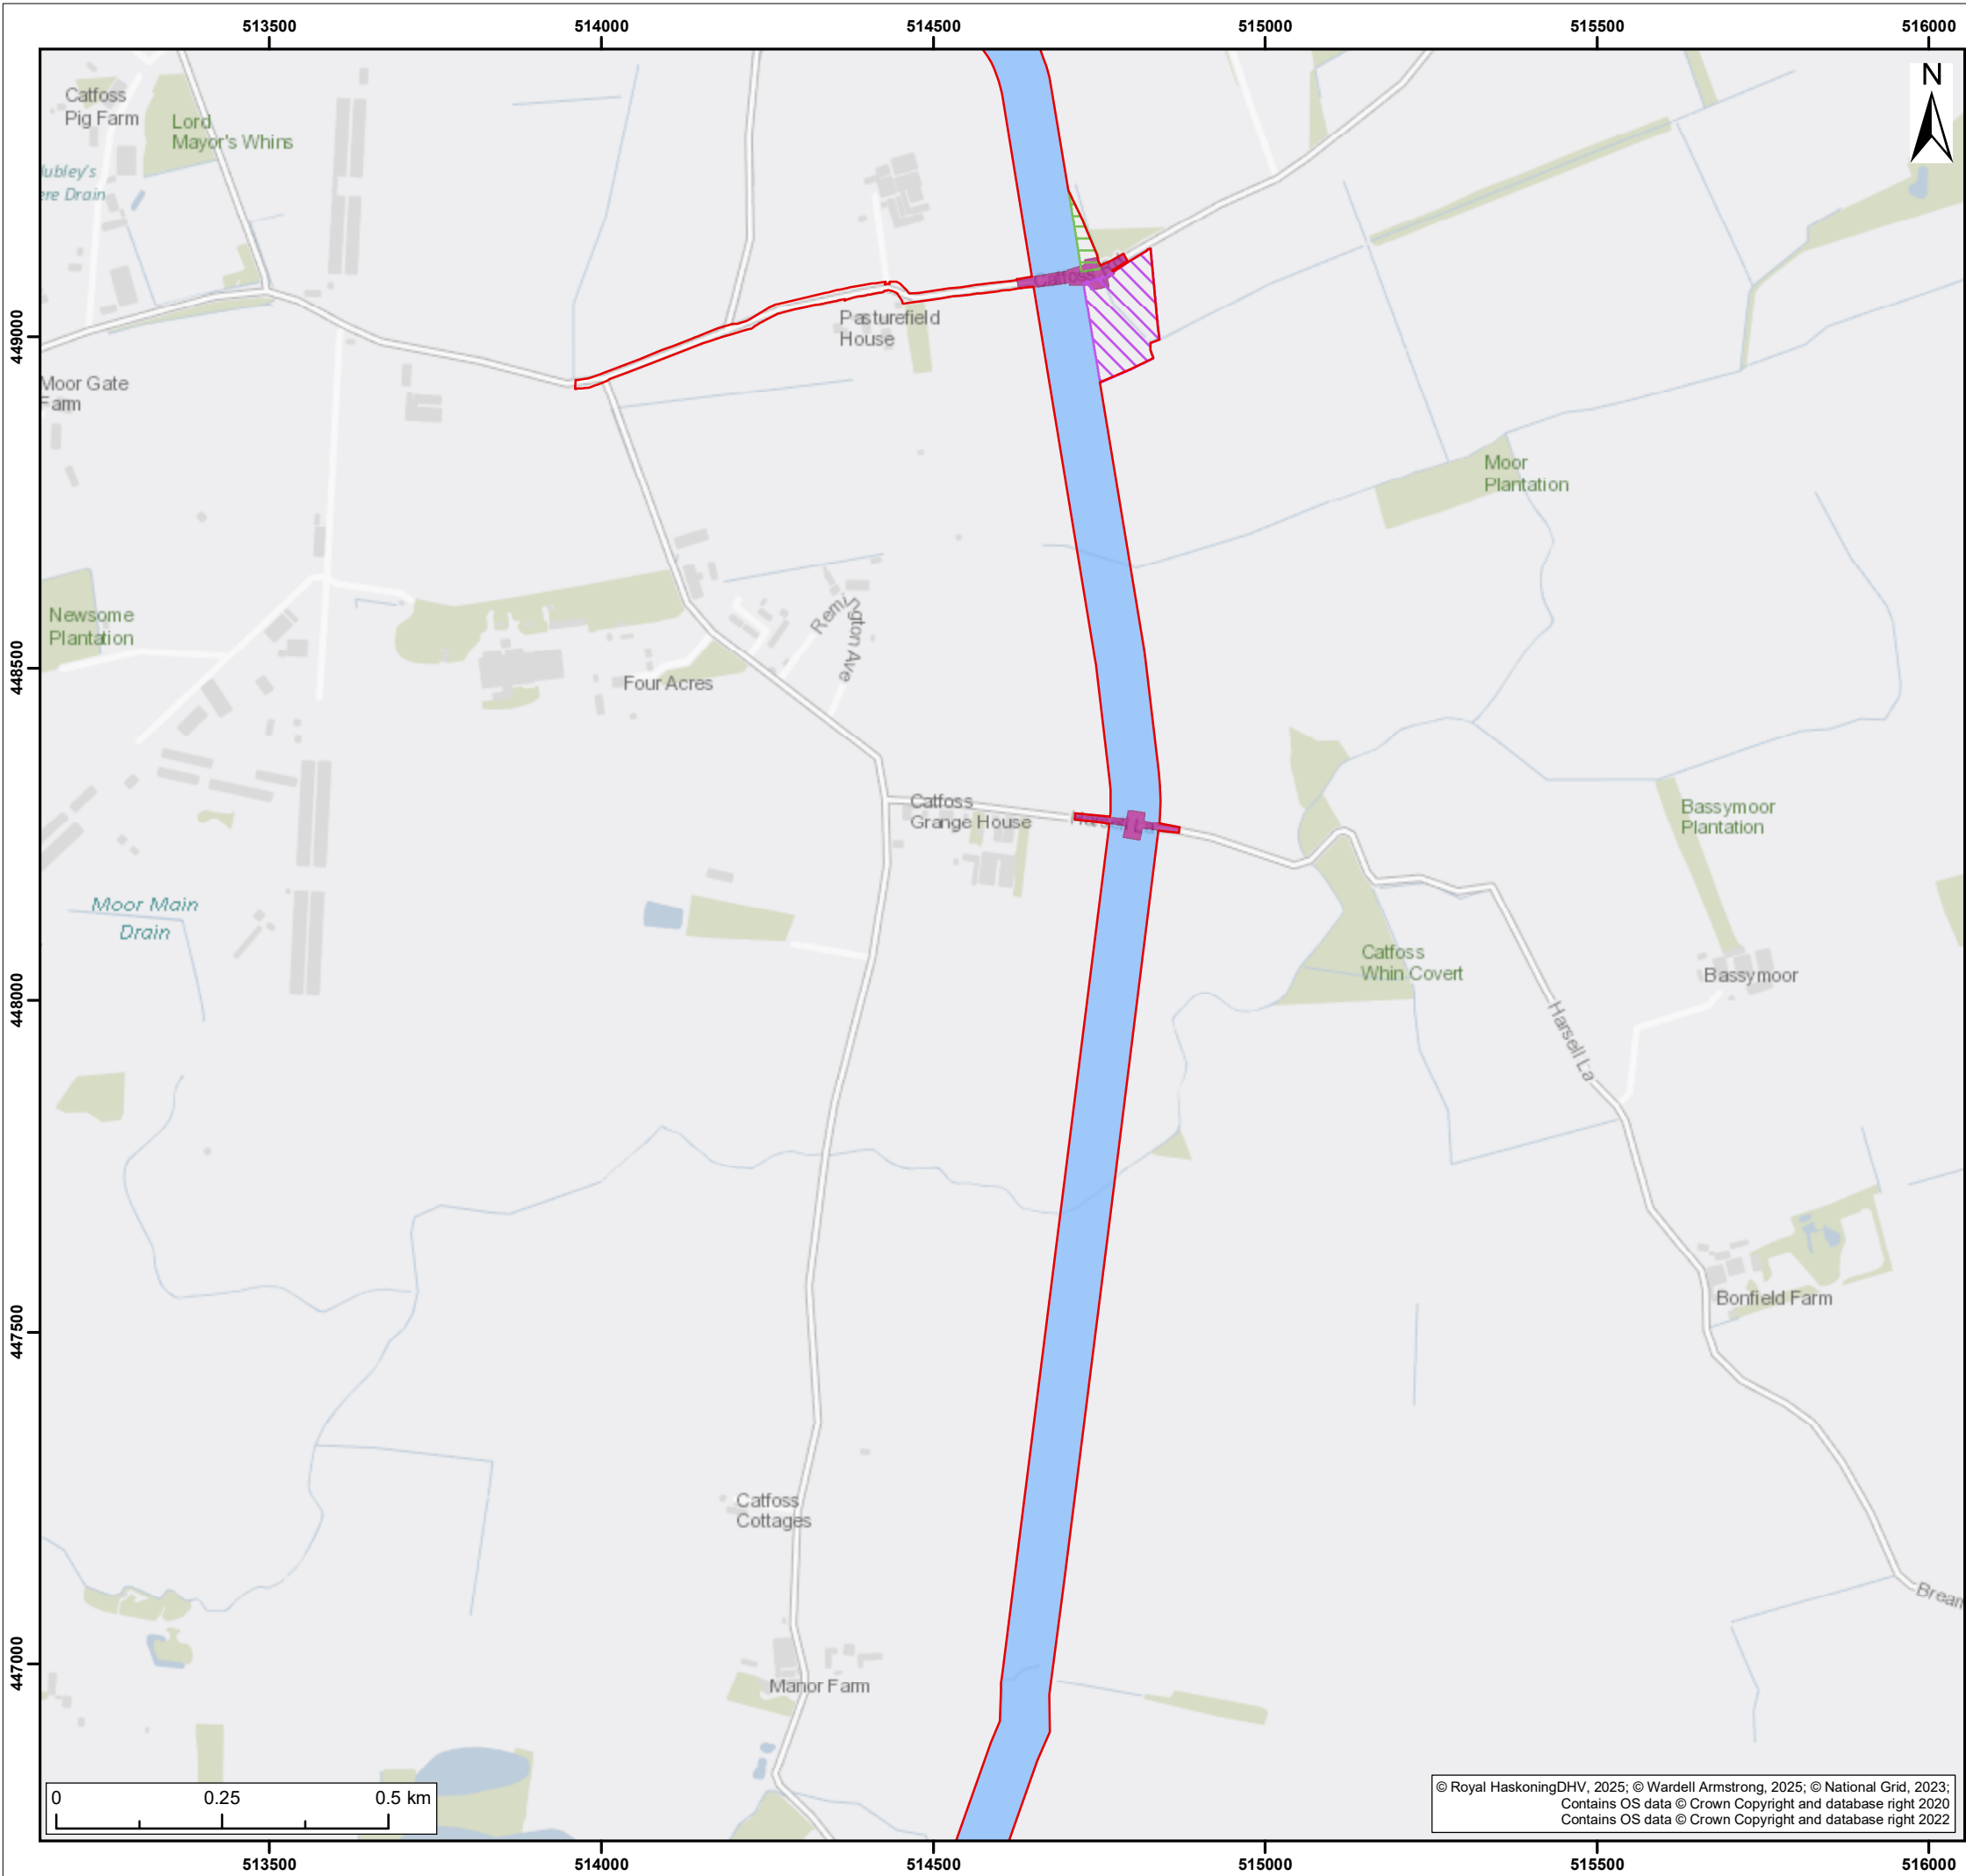 513500 514000 514500 515000 515500 516000
N
Catfoss
Pig Farm
Lord
Mayor's Whins
ere Drain
449000
Catfoss
Pasturefield
House
Moor Gate
Farm
Moor
Plantation
Newsome
Plantation
Remington Ave
448500
Four Acres
Catfoss
Grange House
Bassymoor
Plantation
Moor Main
Drain
Catfoss
Whin Covert
Bassymoor
448000
Harsell La
Bonfield Farm
447500
Catfoss
Cottages
447000
Manor Farm
0 0.25 0.5 km
© Royal HaskoningDHV, 2025; © Wardell Armstrong, 2025; © National Grid, 2023;
Contains OS data © Crown Copyright and database right 2020
Contains OS data © Crown Copyright and database right 2022
513500 514000 514500 515000 515500 516000